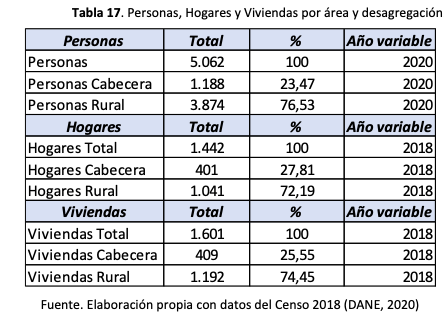 Tabla 17. Personas, Hogares y Viviendas por área y desagregación
Personas Total % Año variable
Personas 5.062 100 2020
Personas Cabecera 1.188 23,47 2020
Personas Rural 3.874 76,53 2020
Hogares Total % Año variable
Hogares Total 1.442 100 2018
Hogares Cabecera 401 27,81 2018
Hogares Rural 1.041 72,19 2018
Viviendas Total % Año variable
Viviendas Total 1.601 100 2018
Viviendas Cabecera 409 25,55 2018
Viviendas Rural 1.192 74,45 2018
Fuente. Elaboración propia con datos del Censo 2018 (DANE, 2020)